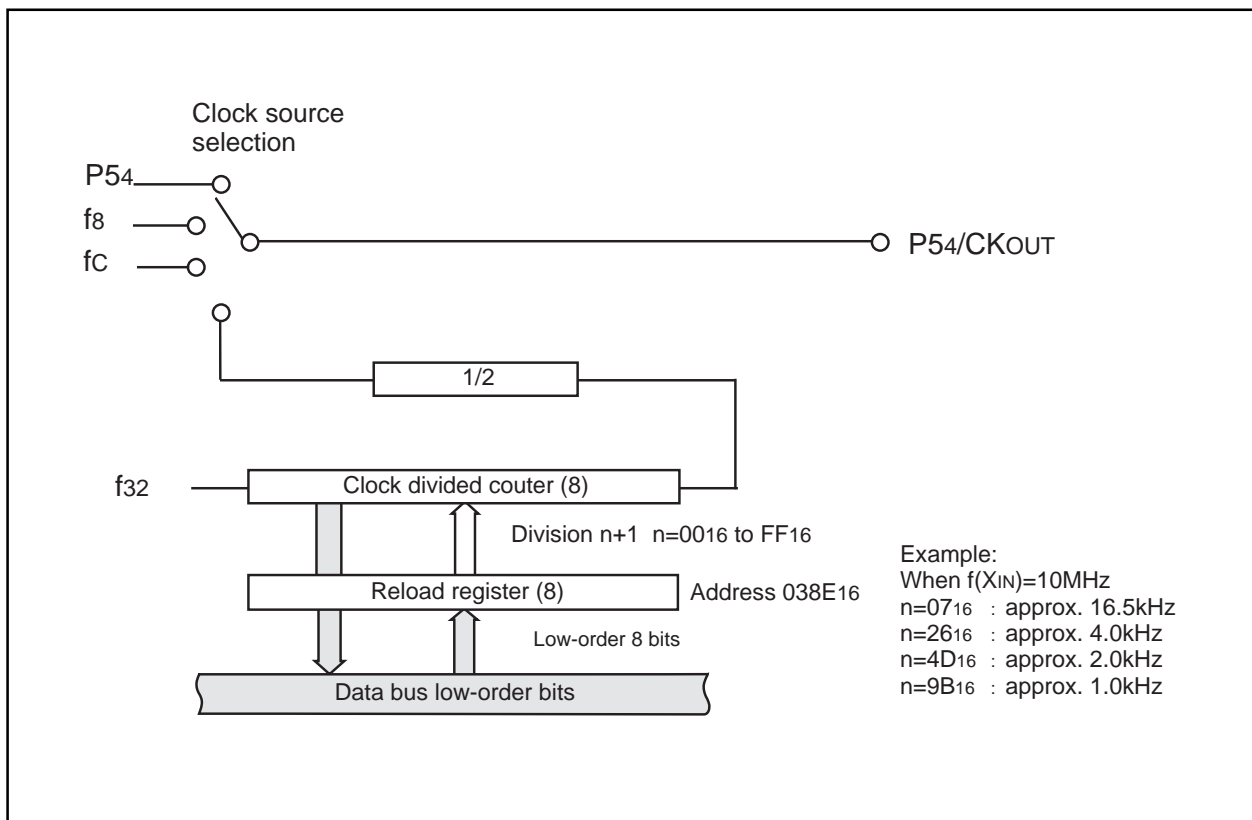 Clock source
selection
P54
f8
fC
P54/CKOUT
1/2
f32
Clock divided couter (8)
Division n+1 n=0016 to FF16
Reload register (8)
Address 038E16
Low-order 8 bits
Data bus low-order bits
Example:
When f(XIN)=10MHz
n=0716 : approx. 16.5kHz
n=2616 : approx. 4.0kHz
n=4D16 : approx. 2.0kHz
n=9B16 : approx. 1.0kHz